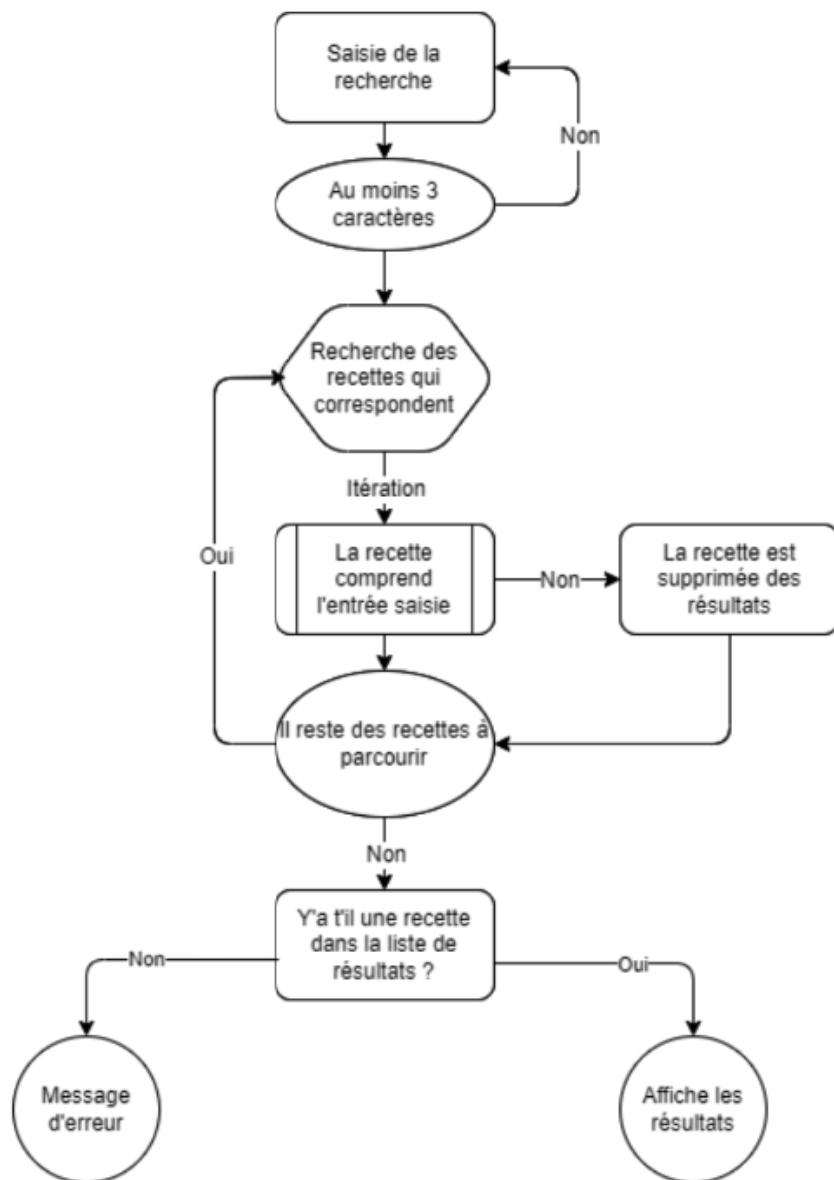 Saisie de la
recherche
Non
Au moins 3
caractères
Recherche des
recettes qui
correspondent
Itération
Oui
La recette
comprend
l'entrée saisie
Non
La recette est
supprimée des
résultats
Il reste des recettes à
parcourir
Non
Y'a t'il une recette
dans la liste de
résultats ?
Non
Oui
Message
d'erreur
Affiche les
résultats